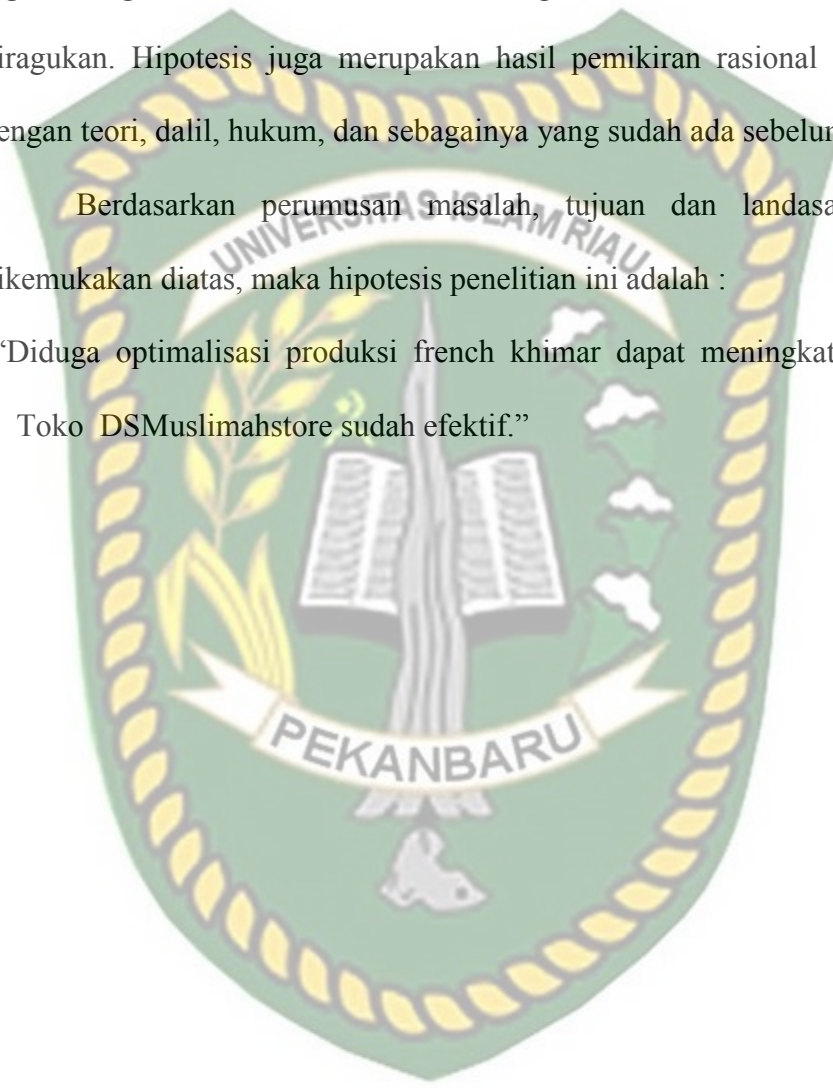 iragukan. Hipotesis juga merupakan hasil pemikiran rasional
engan teori, dalil, hukum, dan sebagainya yang sudah ada sebelum
UNIVERSITAS ISLAM RIAU
Berdasarkan perumusan masalah, tujuan dan landasa
ikemukakan diatas, maka hipotesis penelitian ini adalah :
“Diduga optimalisasi produksi french khimar dapat meningkat
Toko DSMuslimahstore sudah efektif.”
PEKANBARU